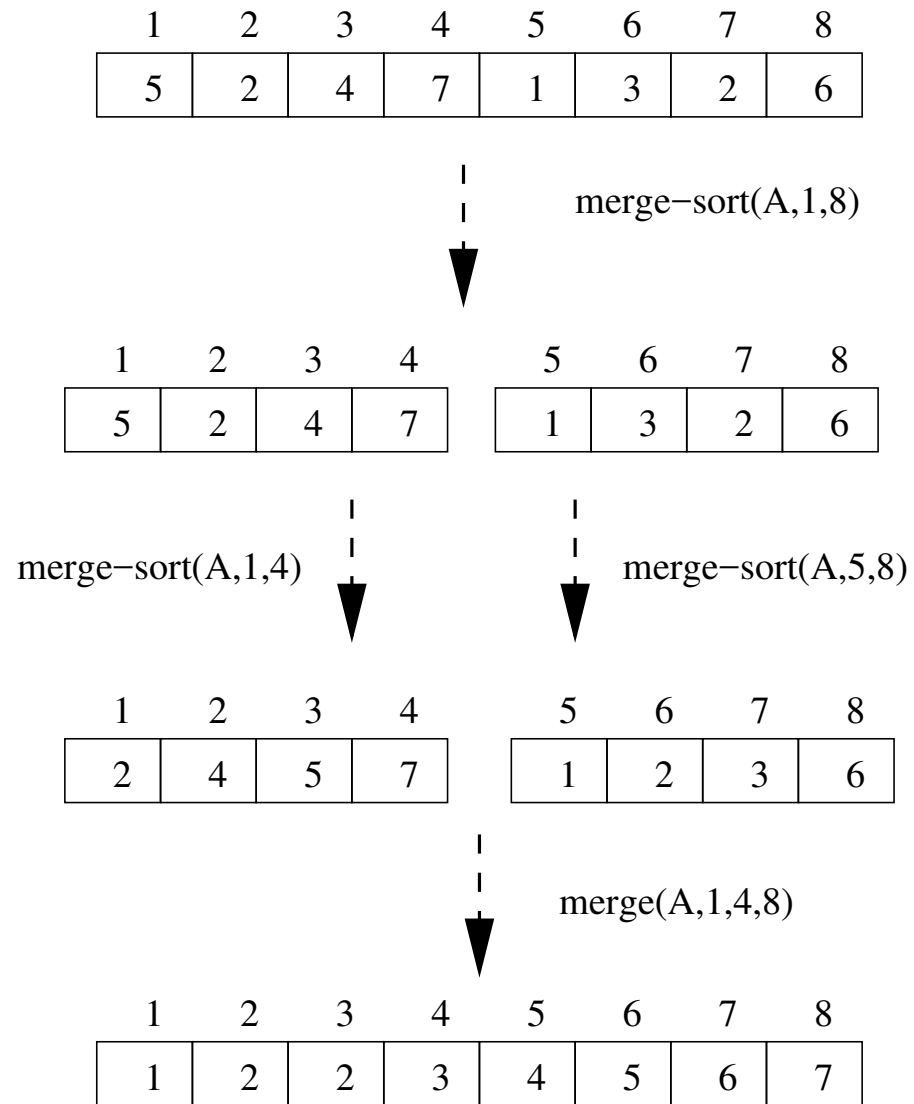 1 2 3 4 5 6 7 8
5 2 4 7 1 3 2 6
merge−sort(A,1,8)
1 2 3 4 5 6 7 8
5 2 4 7 1 3 2 6
merge−sort(A,1,4) merge−sort(A,5,8)
1 2 3 4 5 6 7 8
2 4 5 7 1 2 3 6
merge(A,1,4,8)
1 2 3 4 5 6 7 8
1 2 2 3 4 5 6 7